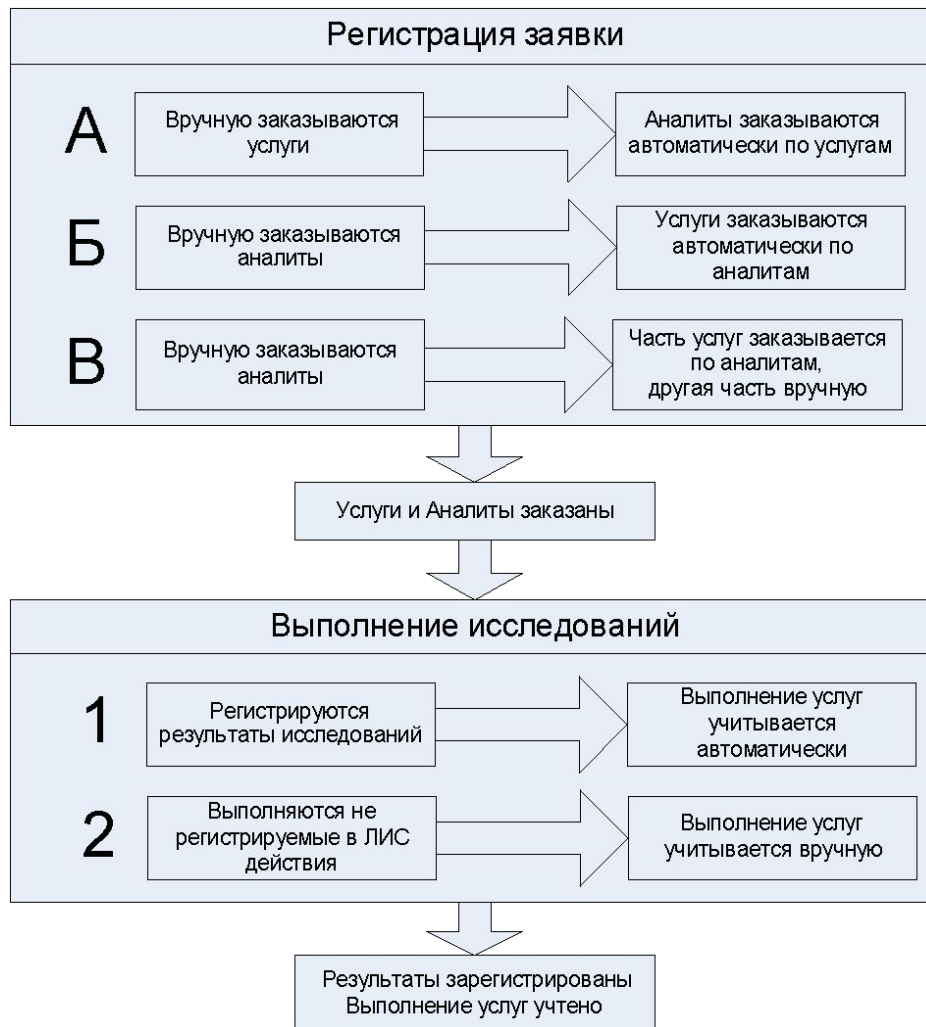 Регистрация заявки
А
Вручную заказываются
услуги
Аналиты заказываются
автоматически по услугам
Б
Вручную заказываются
аналиты
Услуги заказываются
автоматически по
аналитам
В
Вручную заказываются
аналиты
Часть услуг заказывается
по аналитам,
другая часть вручную
Услуги и Аналиты заказаны
Выполнение исследований
1
Регистрируются
результаты исследований
Выполнение услуг
учитывается
автоматически
2
Выполняются не
регистрируемые в ЛИС
действия
Выполнение услуг
учитывается вручную
Результаты зарегистрированы
Выполнение услуг учтено